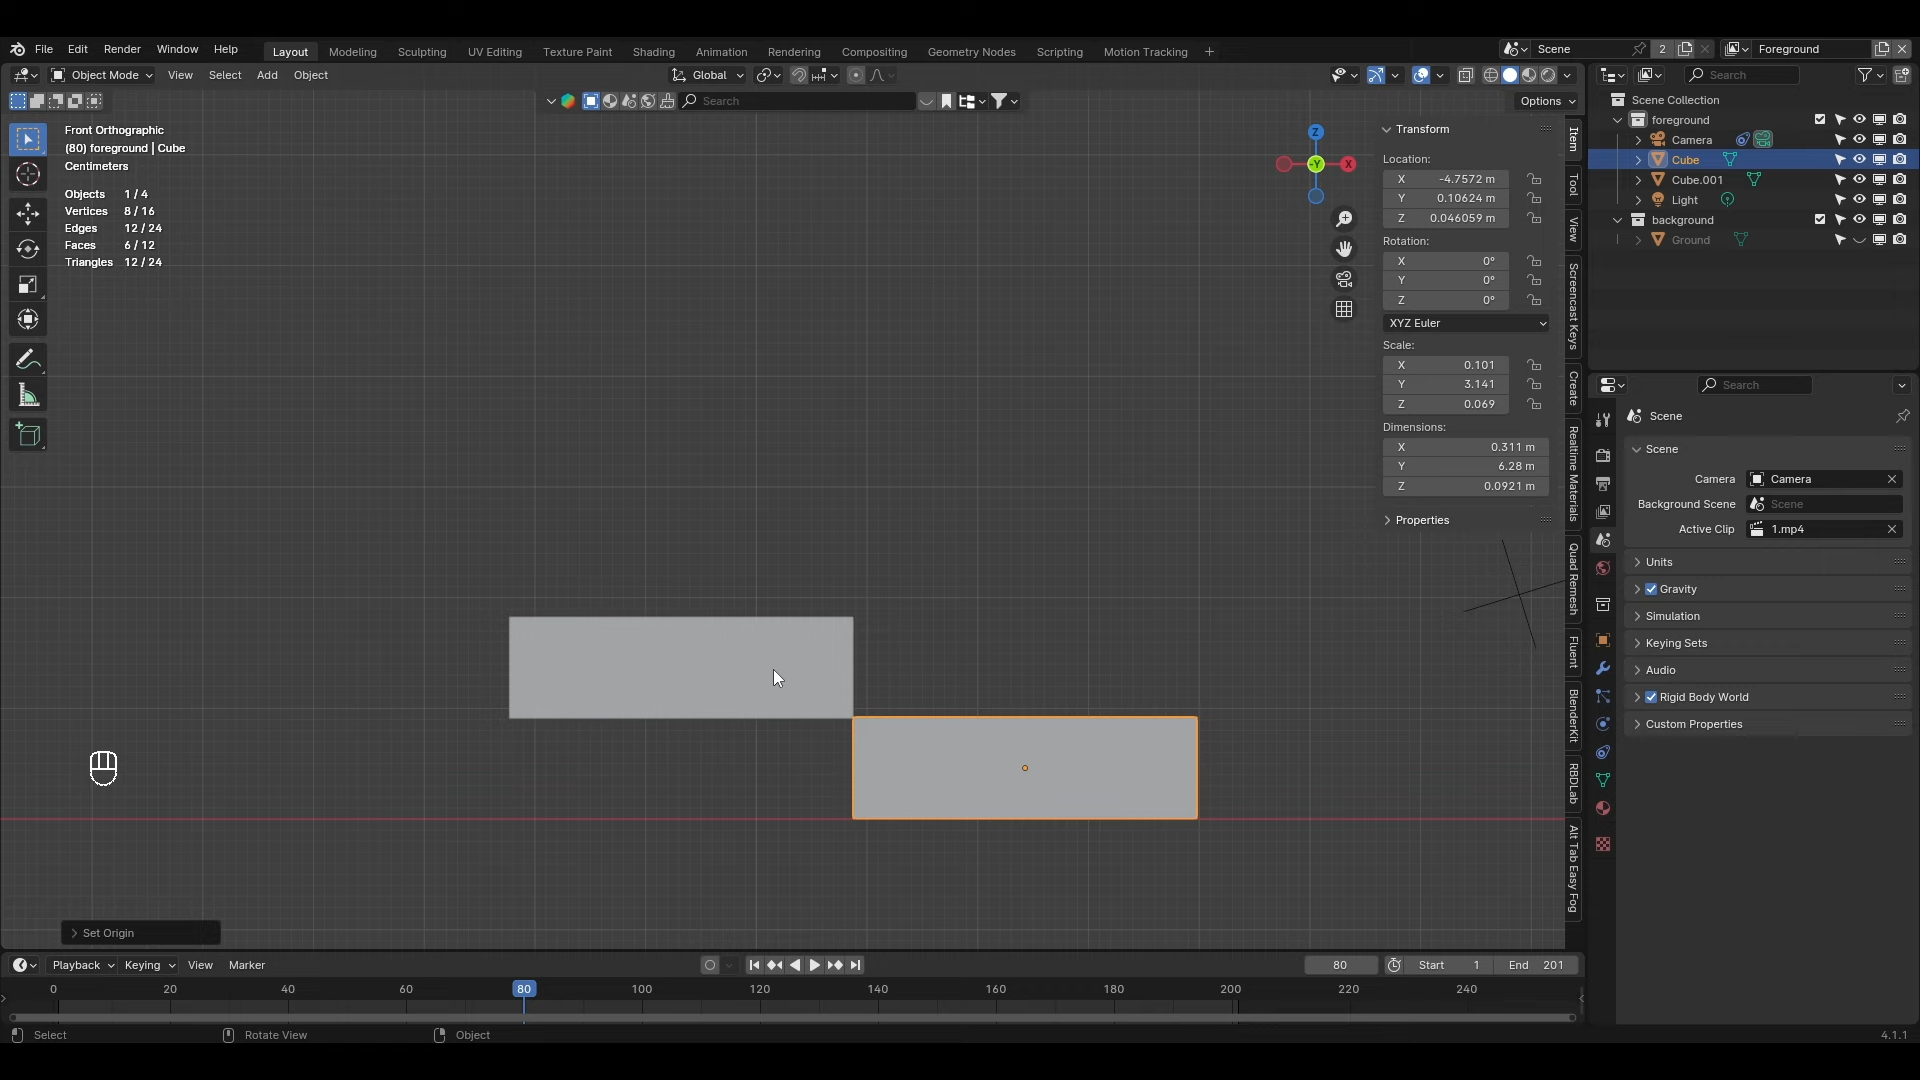 File Edit Render Window Help Layout Modeling Sculpting UV Editing Texture Paint Shading Animation Rendering Compositing Geometry Nodes Scripting Motion Tracking + Scene 2 Foreground
Object Mode View Select Add Object Global Search
Search Options
Front Orthographic
(80) foreground | Cube
Centimeters
Objects 1 / 4
Vertices 8 / 16
Edges 12 / 24
Faces 6 / 12
Triangles 12 / 24
Z
-Y
X
Transform
Location:
X -4.7572 m
Y 0.10624 m
Z 0.046059 m
Rotation:
X 0°
Y 0°
Z 0°
XYZ Euler
Scale:
X 0.101
Y 3.141
Z 0.069
Dimensions:
X 0.311 m
Y 6.28 m
Z 0.0921 m
Properties
Item
Tool
View
Screencast Keys
Create
Realtime Materials
Quad Remesh
Fluent
BlenderKit
RBDLab
Alt Tab Easy Fog
Scene Collection
foreground
Camera
Cube
Cube.001
Light
background
Ground
Search
Scene
Scene
Camera Camera
Background Scene Scene
Active Clip 1.mp4
Units
Gravity
Simulation
Keying Sets
Audio
Rigid Body World
Custom Properties
Set Origin
Playback Keying View Marker 80 Start 1 End 201
0 20 40 60 80 100 120 140 160 180 200 220 240
Select Rotate View Object 4.1.1